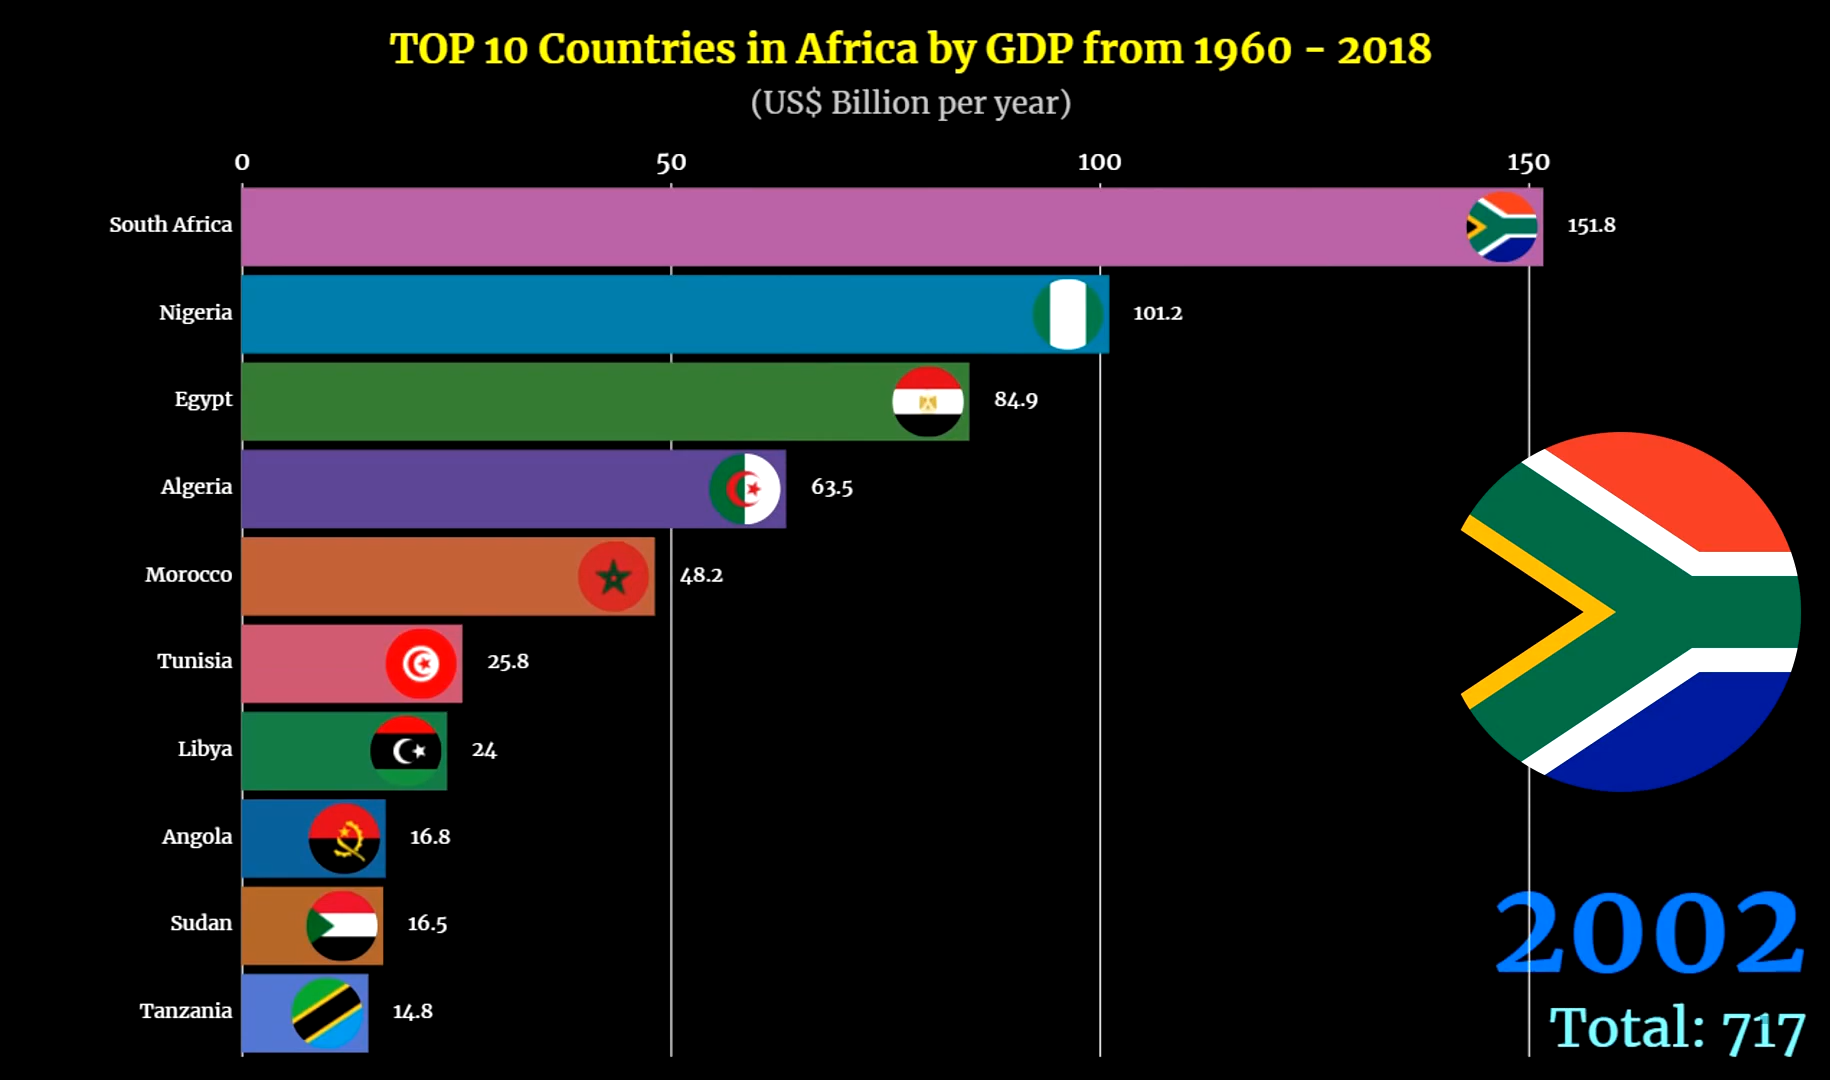 TOP 10 Countries in Africa by GDP from 1960 - 2018
(US$ Billion per year)
0 50 100 150
South Africa 151.8
Nigeria 101.2
Egypt 84.9
Algeria 63.5
Morocco 48.2
Tunisia 25.8
Libya 24
Angola 16.8
Sudan 16.5
Tanzania 14.8
2002
Total: 717